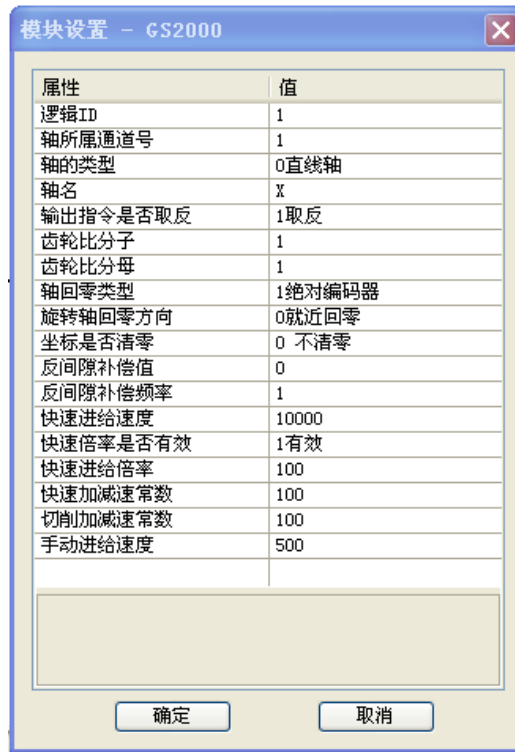 模块设置 - GS2000
属性 值
逻辑ID 1
轴所属通道号 1
轴的类型 0直线轴
轴名 X
输出指令是否取反 1取反
齿轮比分子 1
齿轮比分母 1
轴回零类型 1绝对编码器
旋转轴回零方向 0就近回零
坐标是否清零 0 不清零
反间隙补偿值 0
反间隙补偿频率 1
快速进给速度 10000
快速倍率是否有效 1有效
快速进给倍率 100
快速加减速常数 100
切削加减速常数 100
手动进给速度 500
确定 取消